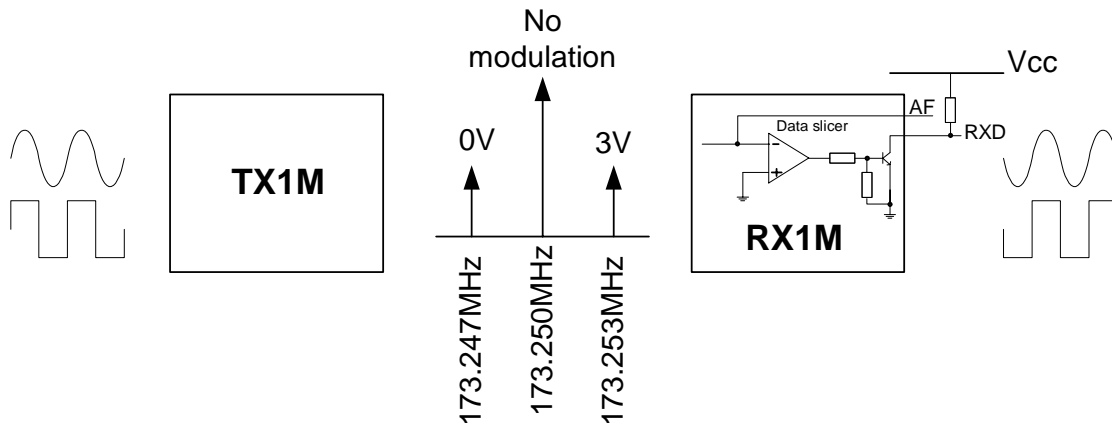 No
modulation
Vcc
AF
Data slicer
RXD
0V
3V
TX1M
RX1M
-
+
173.247MHz
173.250MHz
173.253MHz